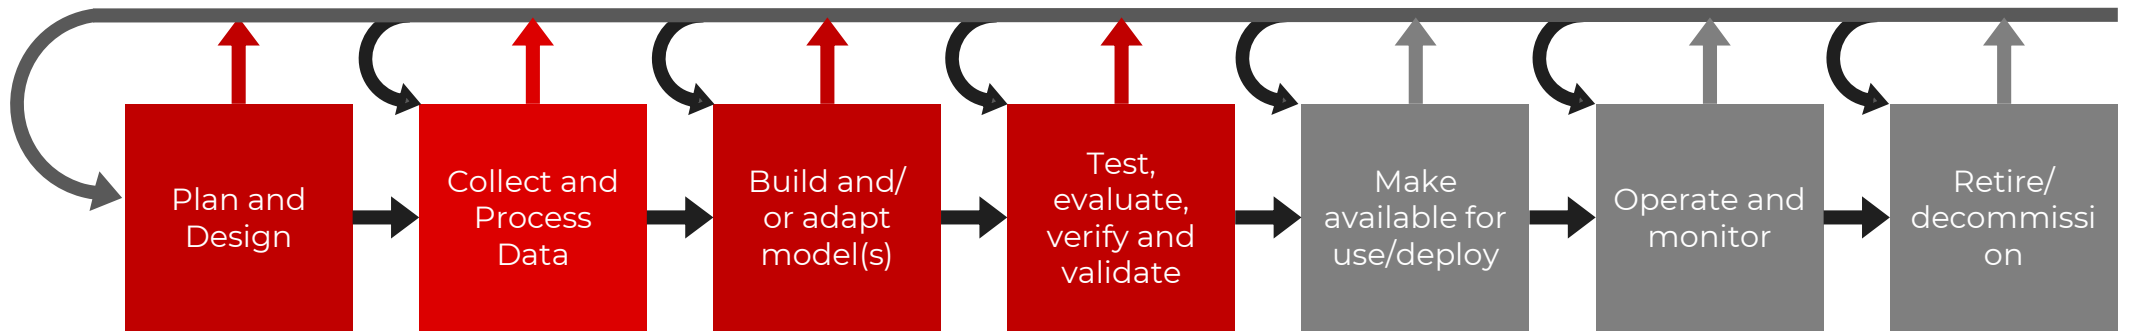 Plan and
Design
Collect and
Process
Data
Build and/
or adapt
model(s)
Test,
evaluate,
verify and
validate
Make
available for
use/deploy
Operate and
monitor
Retire/
decommissi
on